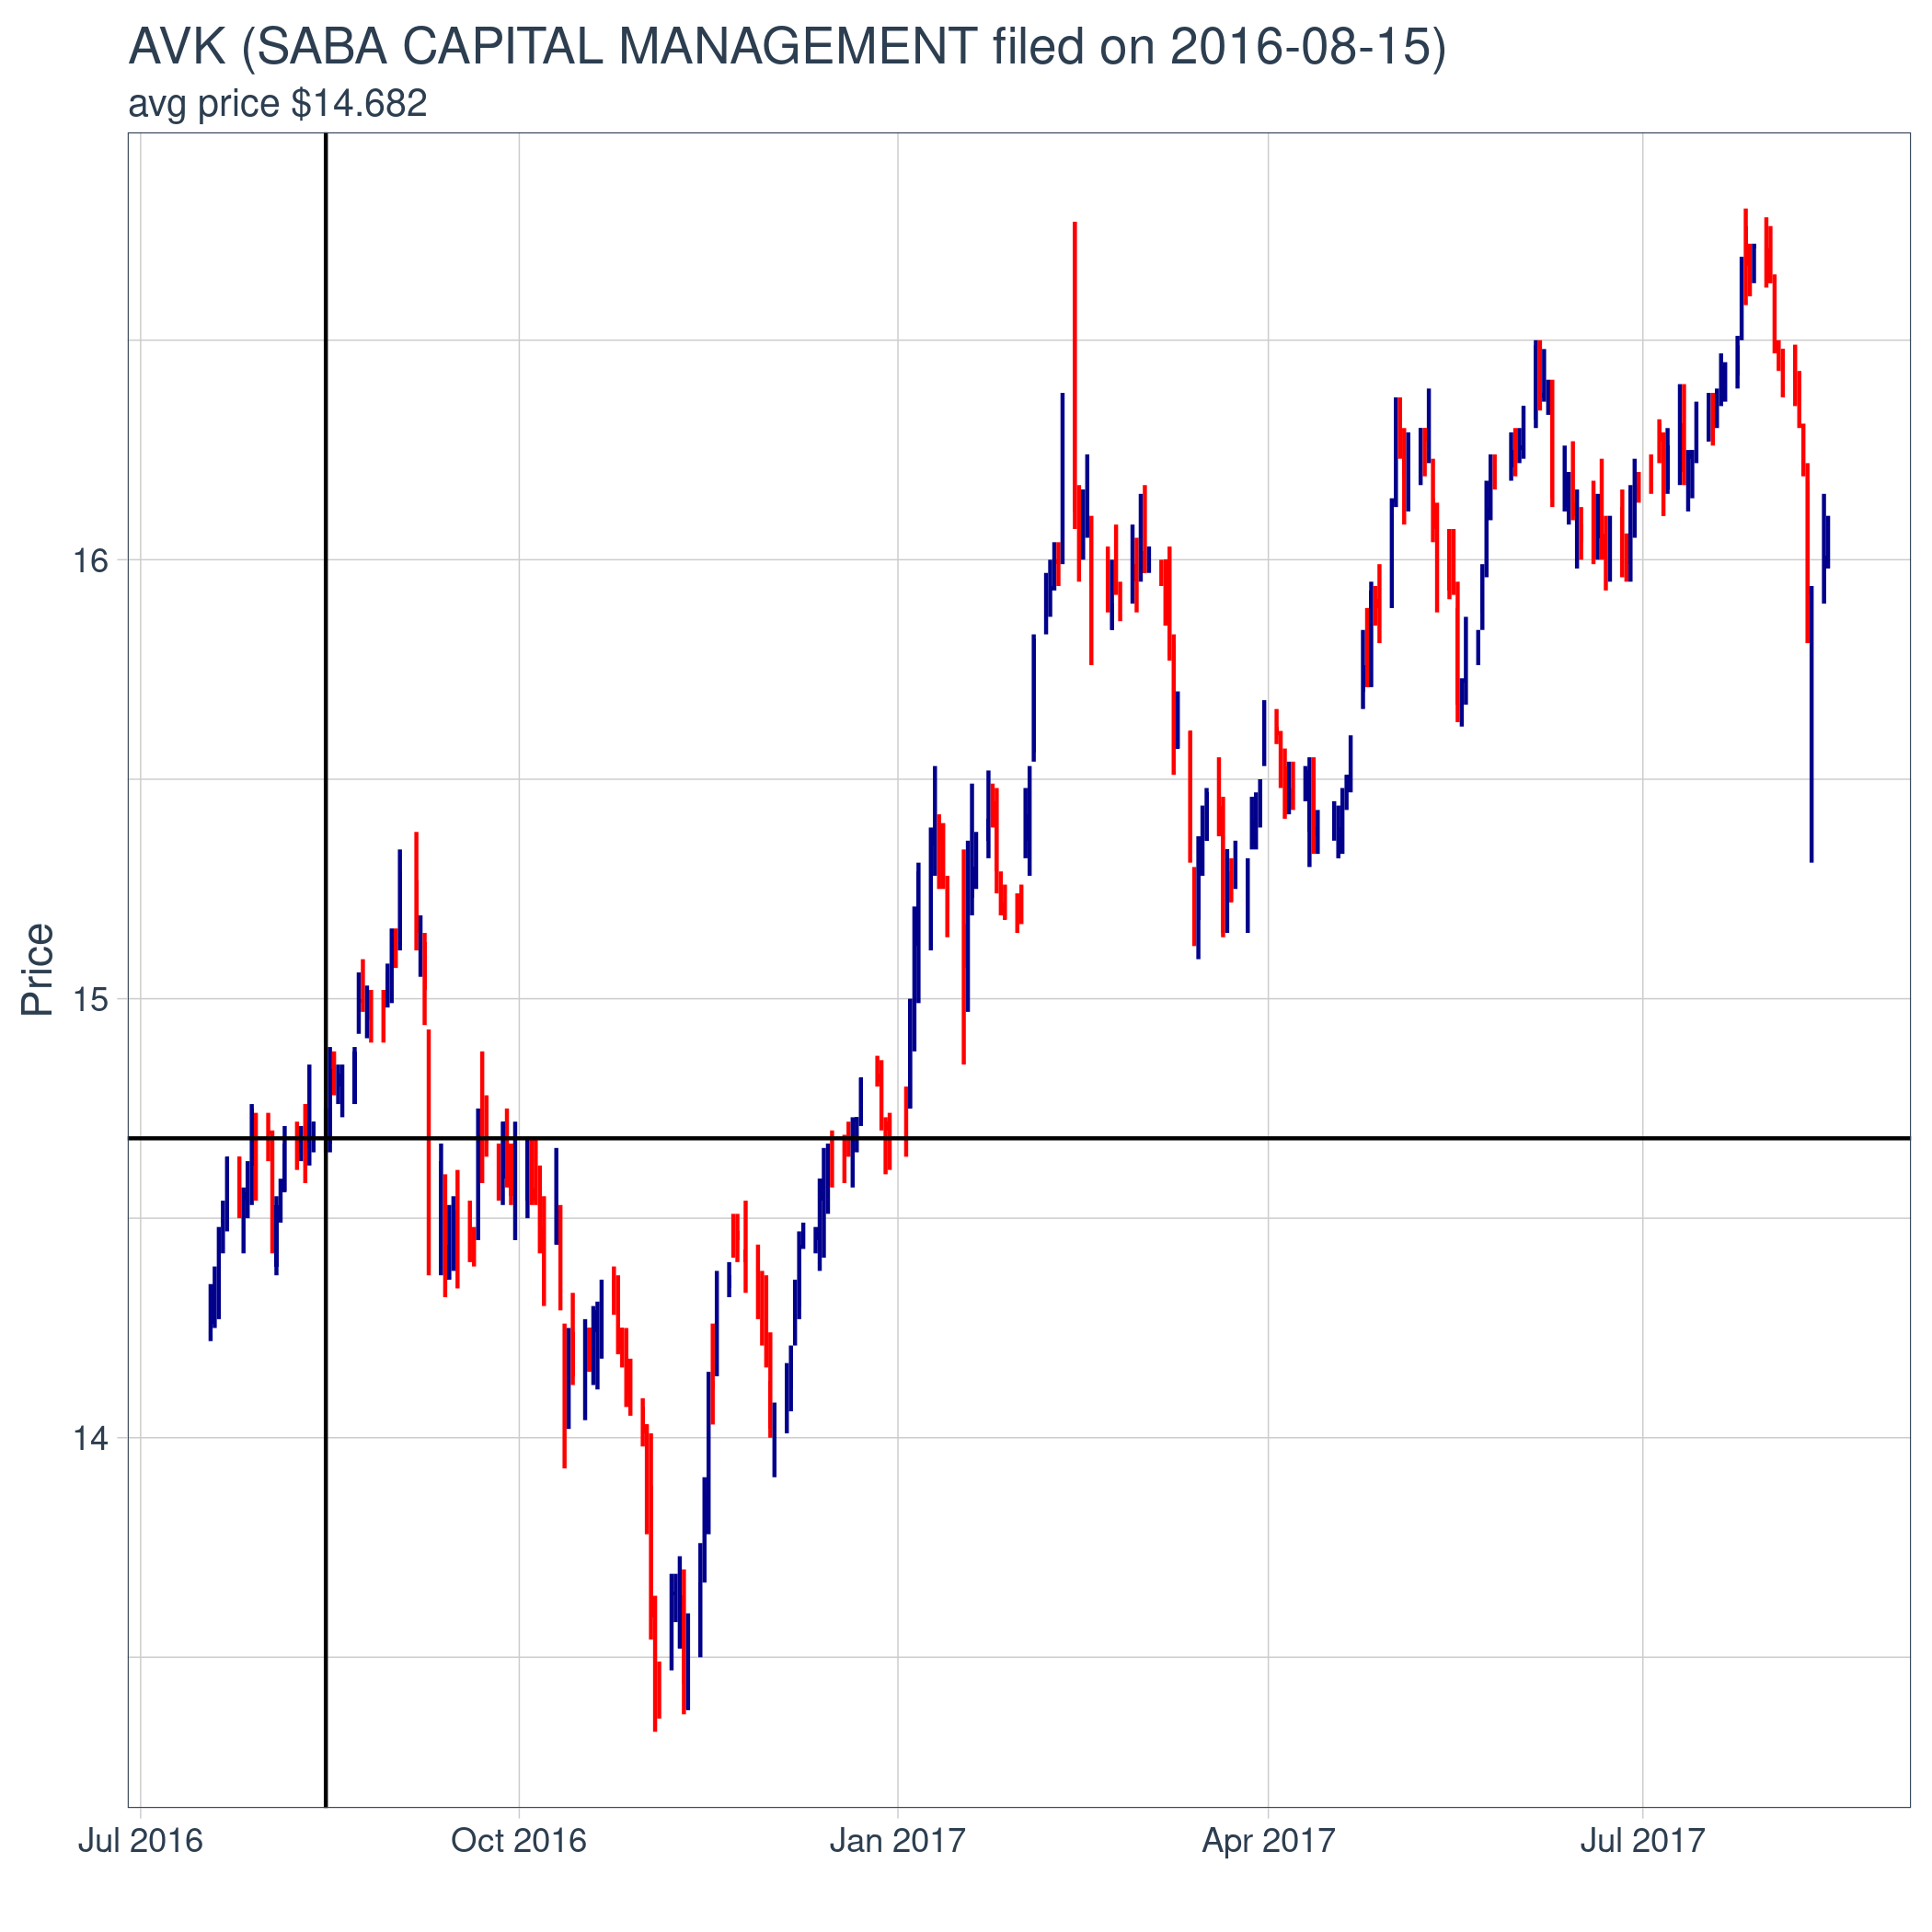 AVK (SABA CAPITAL MANAGEMENT filed on 2016-08-15)
avg price $14.682
Price
16
15
14
Jul 2016
Oct 2016
Jan 2017
Apr 2017
Jul 2017